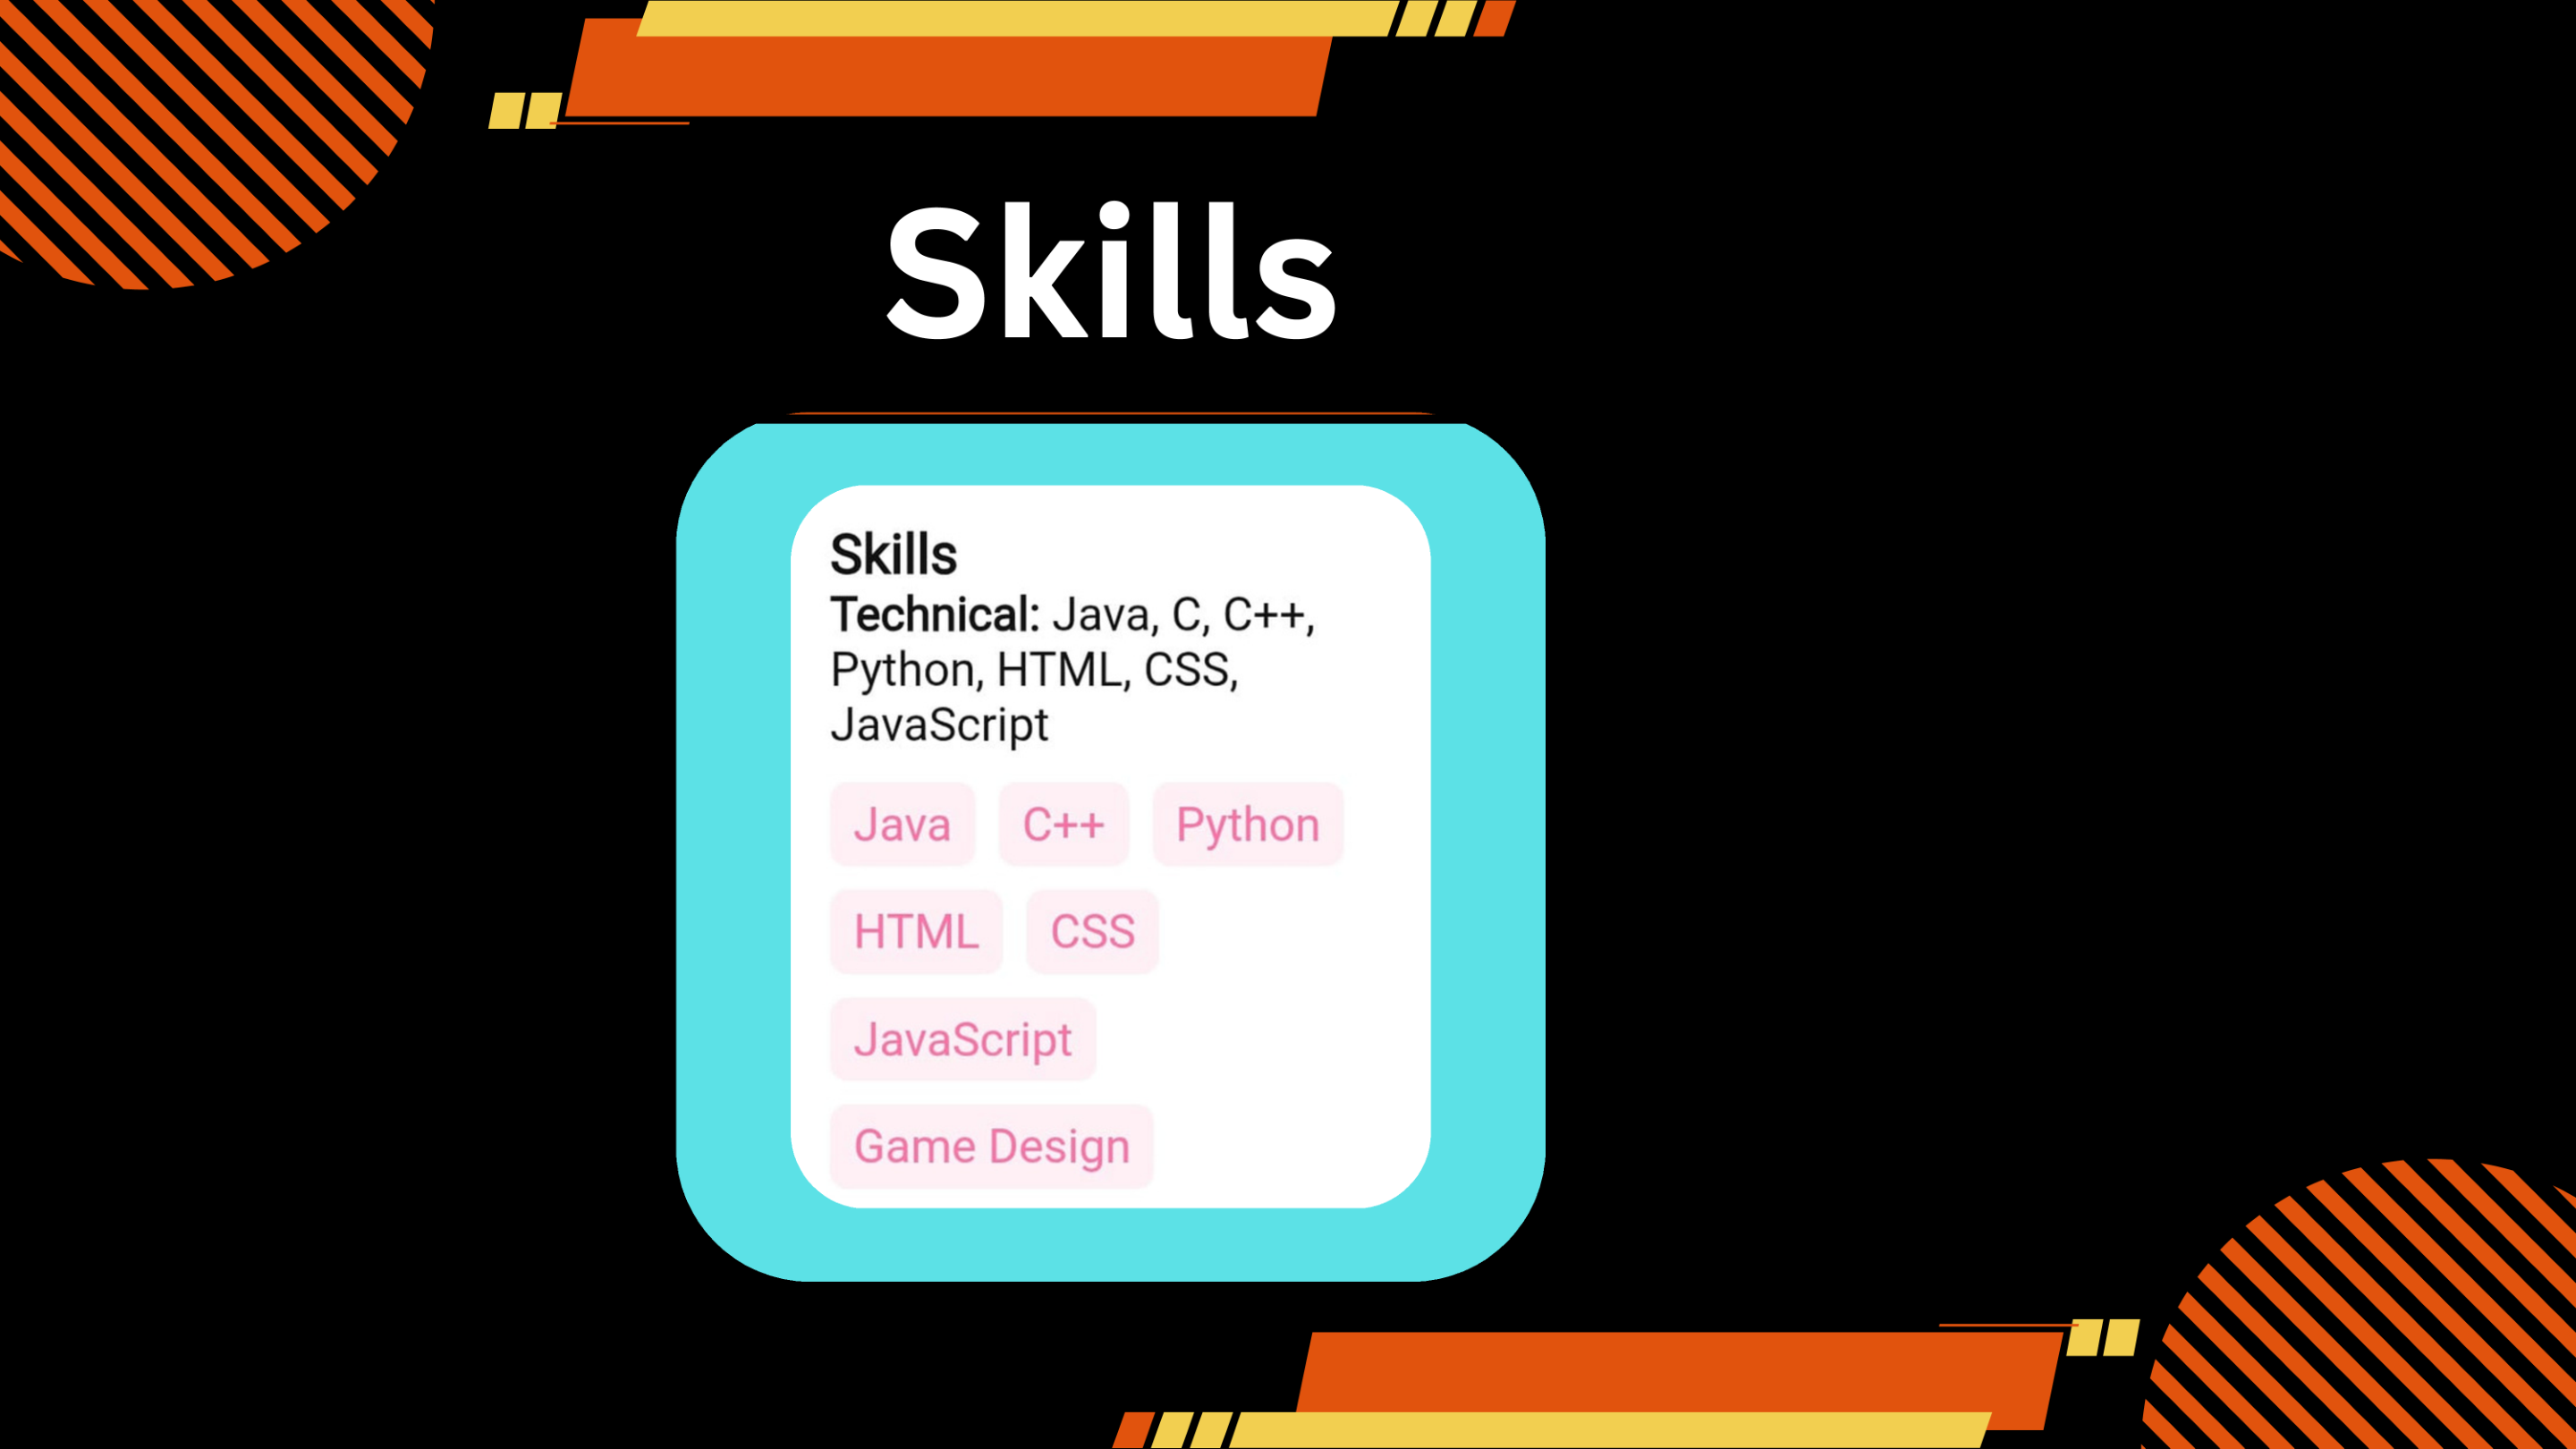 Skills
Skills
Technical: Java, C, C++,
Python, HTML, CSS,
JavaScript
Java C++ Python
HTML CSS
JavaScript
Game Design